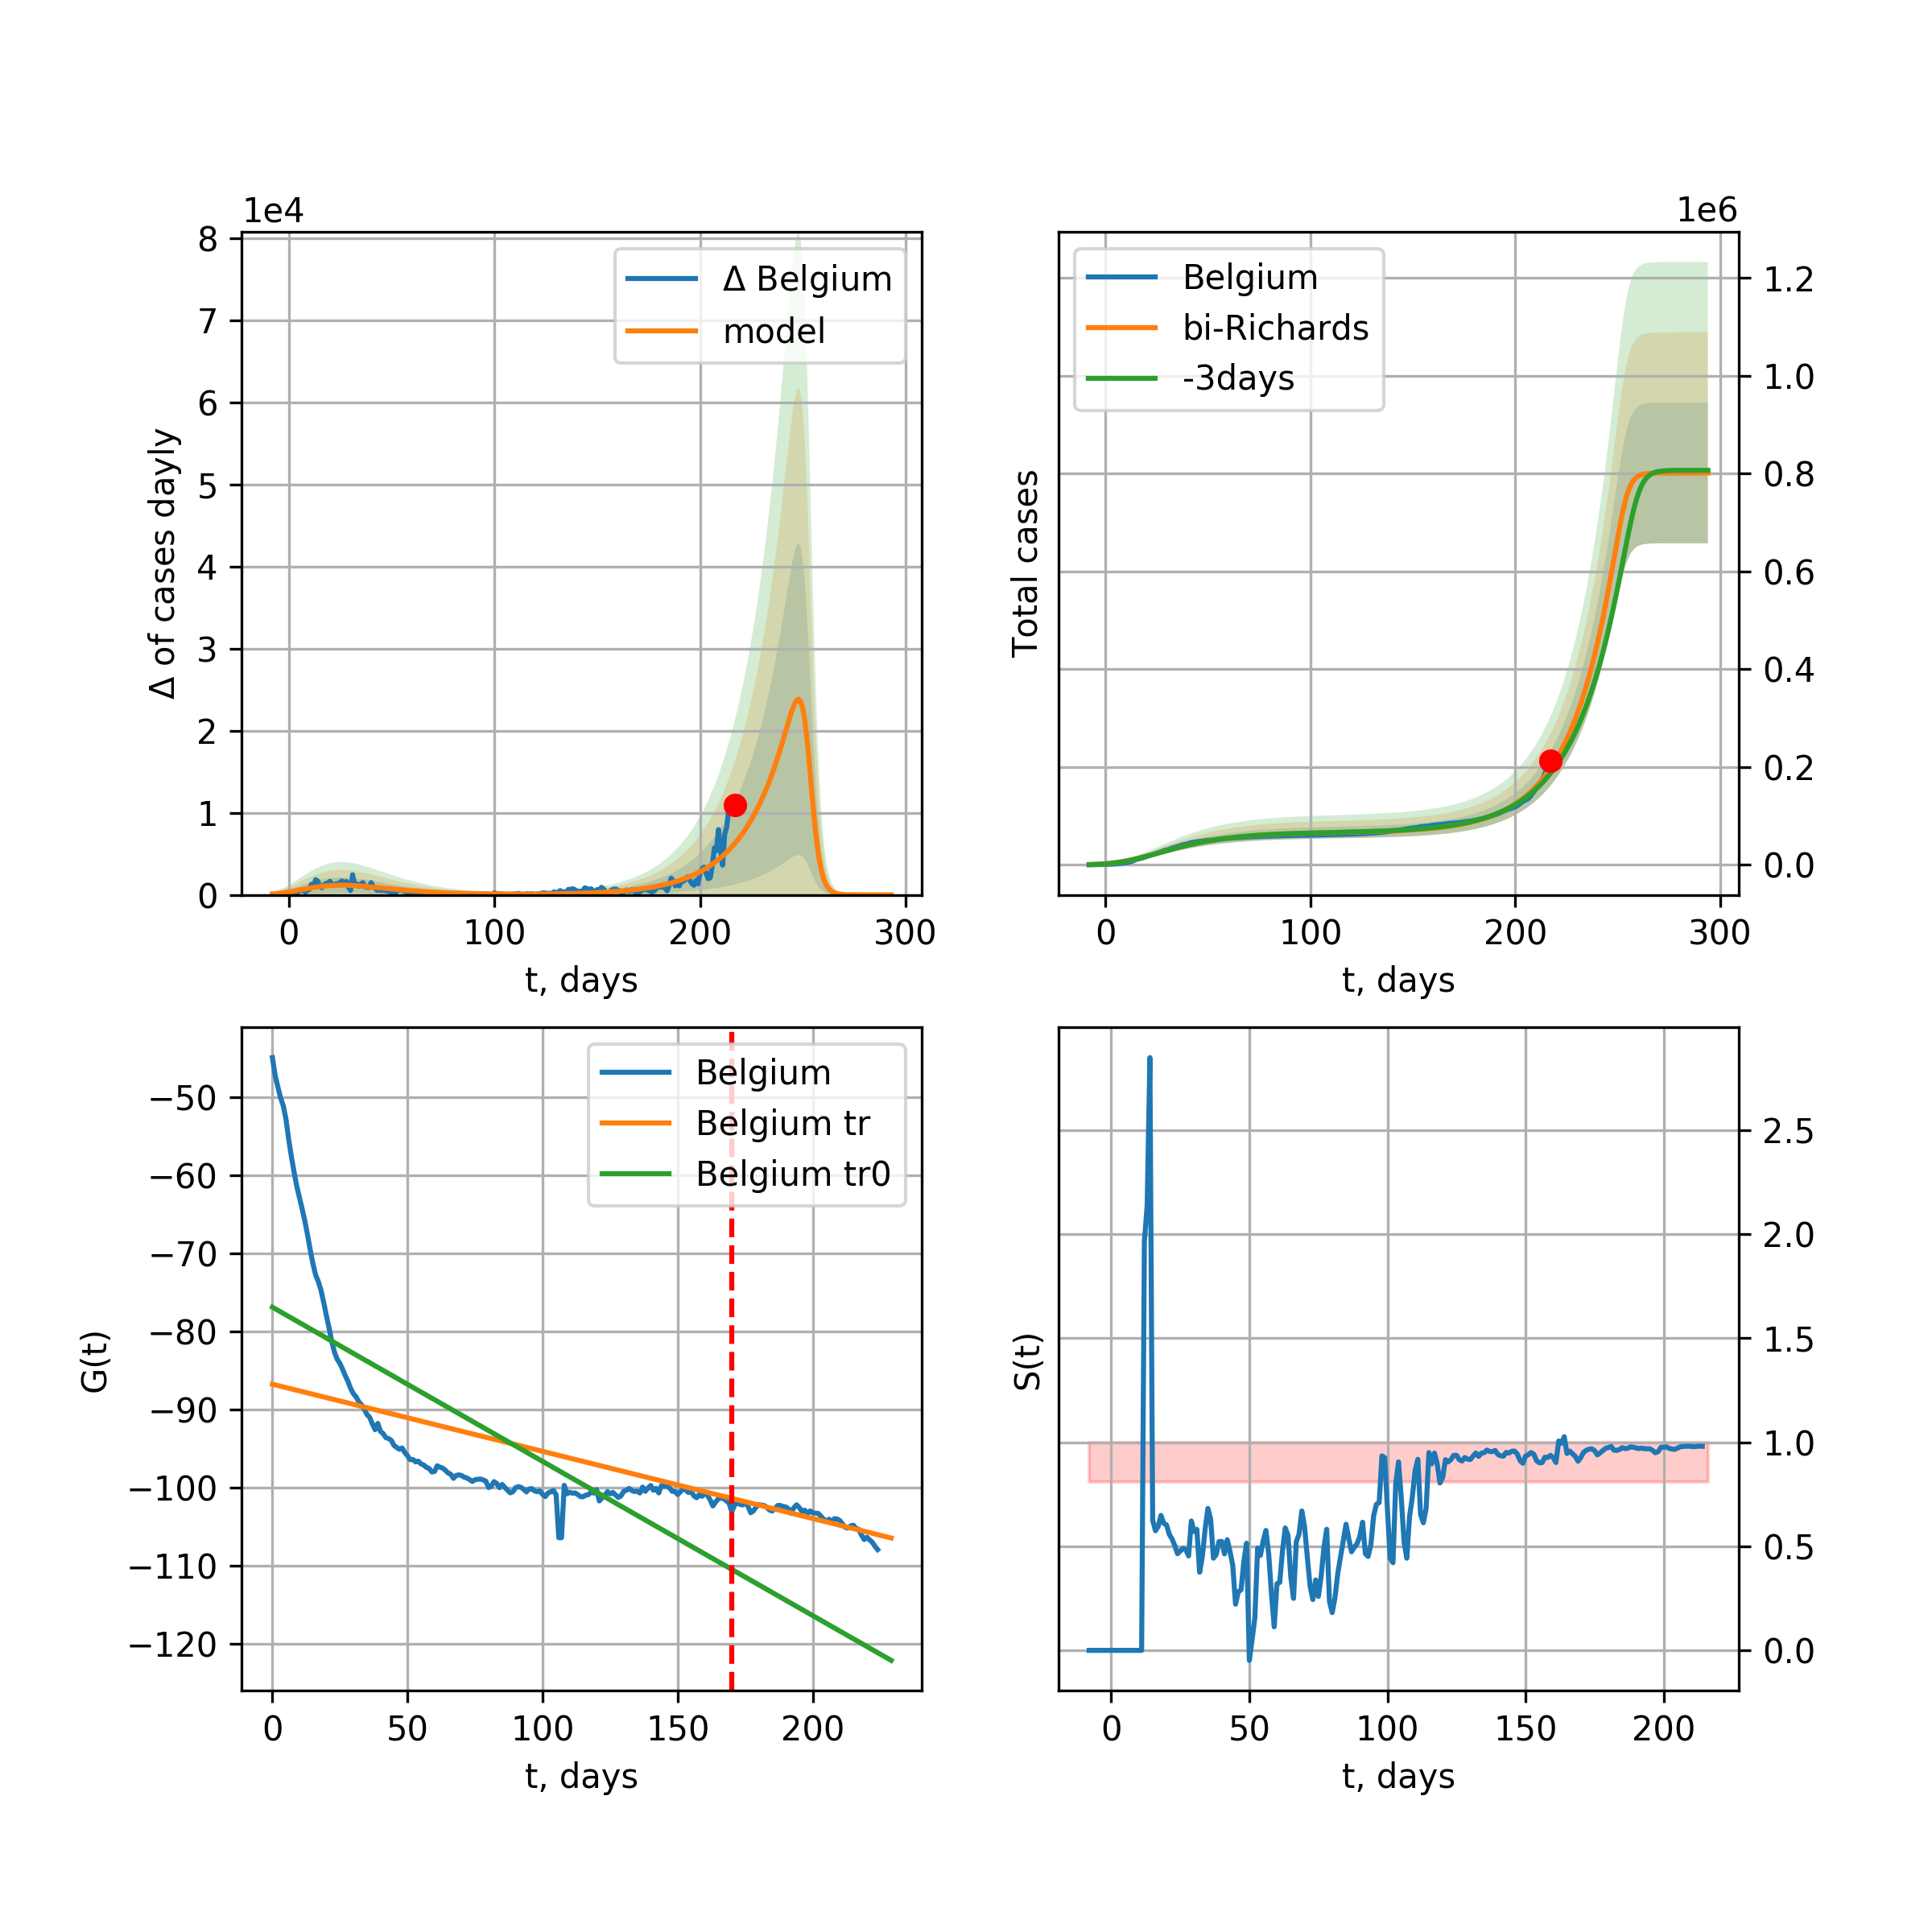 1e4
8
7
6
5
4
3
2
1
0
Δ of cases dayly
Δ Belgium
model
0 100 200 300
t, days
1e6
Belgium
bi-Richards
-3days
Total cases
1.2
1.0
0.8
0.6
0.4
0.2
0.0
0 100 200 300
t, days
−50
−60
−70
−80
−90
−100
−110
−120
G(t)
Belgium
Belgium tr
Belgium tr0
0 50 100 150 200
t, days
S(t)
2.5
2.0
1.5
1.0
0.5
0.0
0 50 100 150 200
t, days